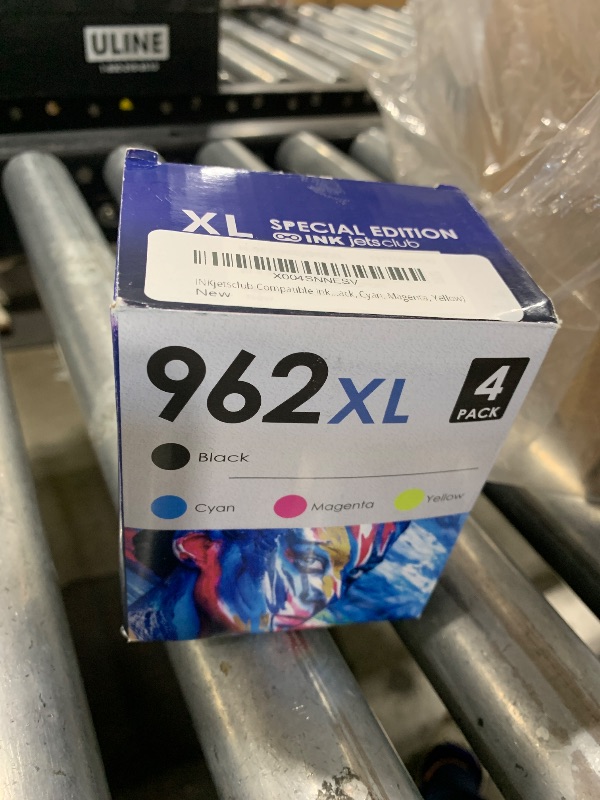 ULINE
XL SPECIAL EDITION
INK jetsclub
X004SNNESV
INKjetsclub Compatible Ink...ack, Cyan, Magenta, Yellow)
New
962XL
4
PACK
Black
Cyan Magenta Yellow